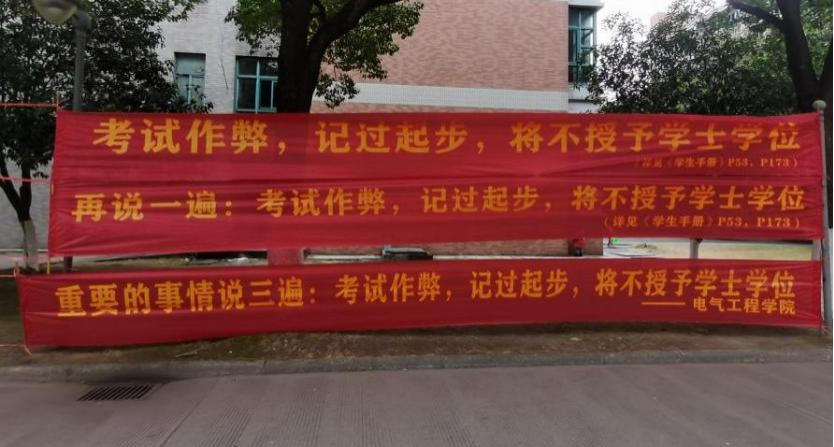 考试作弊，记过起步，将不授予学士学位
（详见《学生手册》P53、P173）
再说一遍：考试作弊，记过起步，将不授予学士学位
（详见《学生手册》P53、P173）
重要的事情说三遍：考试作弊，记过起步，将不授予学士学位
——电气工程学院